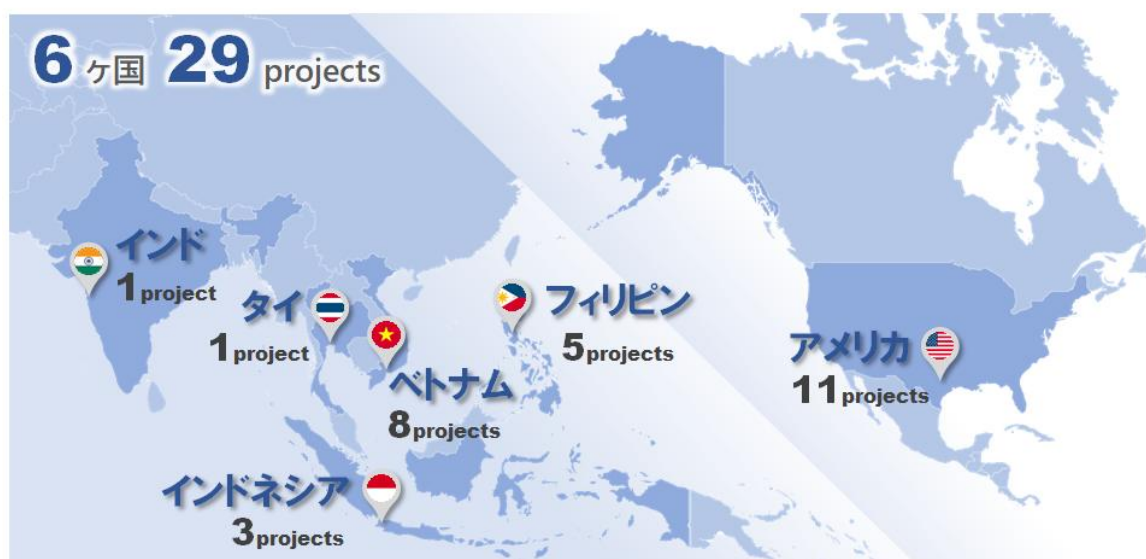 6ヶ国 29 projects
インド
1project
タイ
1project
ベトナム
8projects
フィリピン
5projects
アメリカ
11projects
インドネシア
3projects